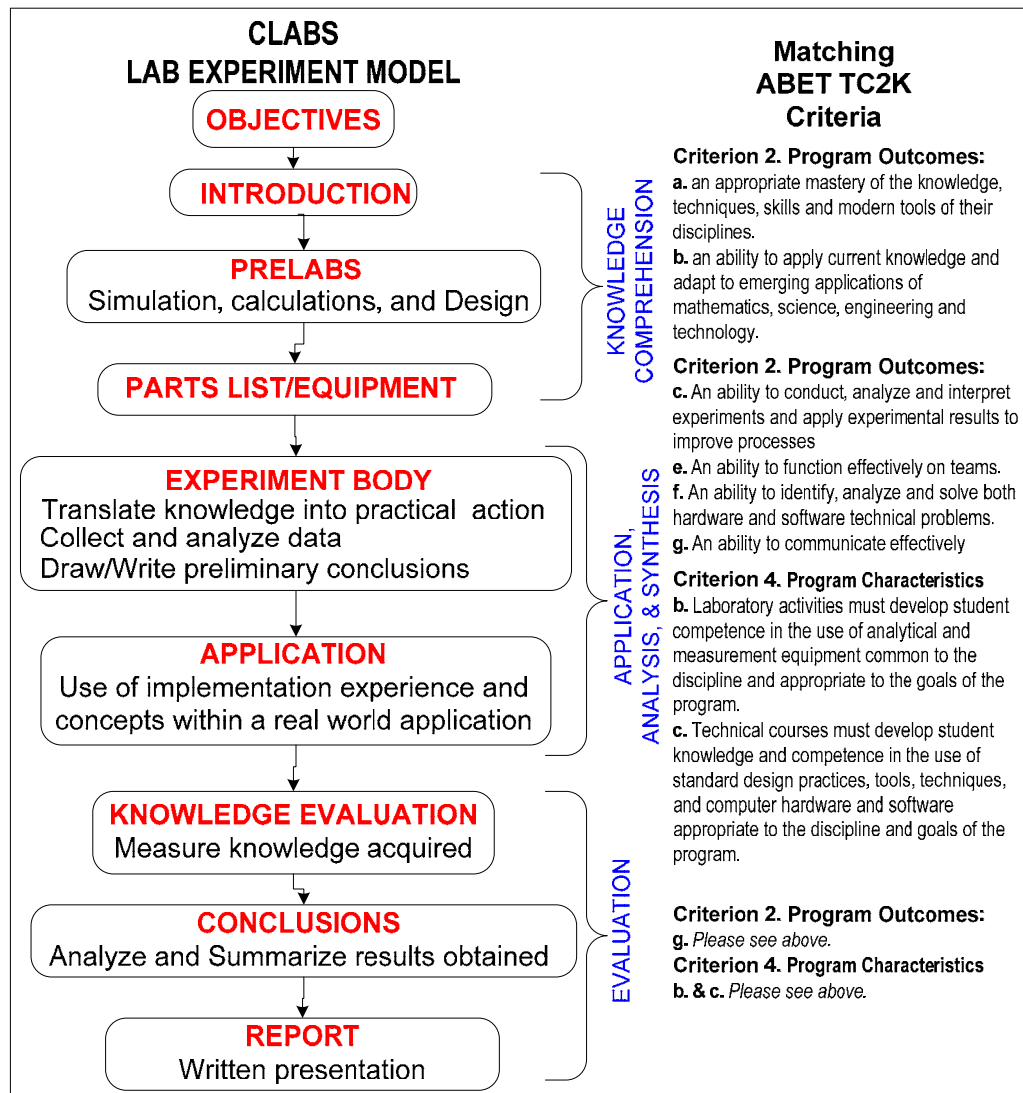 CLABS
LAB EXPERIMENT MODEL
OBJECTIVES
INTRODUCTION
PRELABS
Simulation, calculations, and Design
PARTS LIST/EQUIPMENT
EXPERIMENT BODY
Translate knowledge into practical action
Collect and analyze data
Draw/Write preliminary conclusions
APPLICATION
Use of implementation experience and
concepts within a real world application
KNOWLEDGE EVALUATION
Measure knowledge acquired
CONCLUSIONS
Analyze and Summarize results obtained
REPORT
Written presentation
KNOWLEDGE
COMPREHENSION
APPLICATION,
ANALYSIS, & SYNTHESIS
EVALUATION
Matching
ABET TC2K
Criteria
Criterion 2. Program Outcomes:
a. an appropriate mastery of the knowledge,
techniques, skills and modern tools of their
disciplines.
b. an ability to apply current knowledge and
adapt to emerging applications of
mathematics, science, engineering and
technology.
Criterion 2. Program Outcomes:
c. An ability to conduct, analyze and interpret
experiments and apply experimental results to
improve processes
e. An ability to function effectively on teams.
f. An ability to identify, analyze and solve both
hardware and software technical problems.
g. An ability to communicate effectively
Criterion 4. Program Characteristics
b. Laboratory activities must develop student
competence in the use of analytical and
measurement equipment common to the
discipline and appropriate to the goals of the
program.
c. Technical courses must develop student
knowledge and competence in the use of
standard design practices, tools, techniques,
and computer hardware and software
appropriate to the discipline and goals of the
program.
Criterion 2. Program Outcomes:
g. Please see above.
Criterion 4. Program Characteristics
b. & c. Please see above.